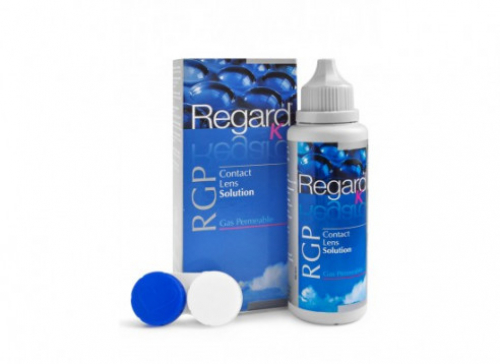 Regard
K
RGP
Contact
Lens
Solution
Gas Permeable
Regard
K
RGP
Contact
Lens
Solution
Gas Permeable